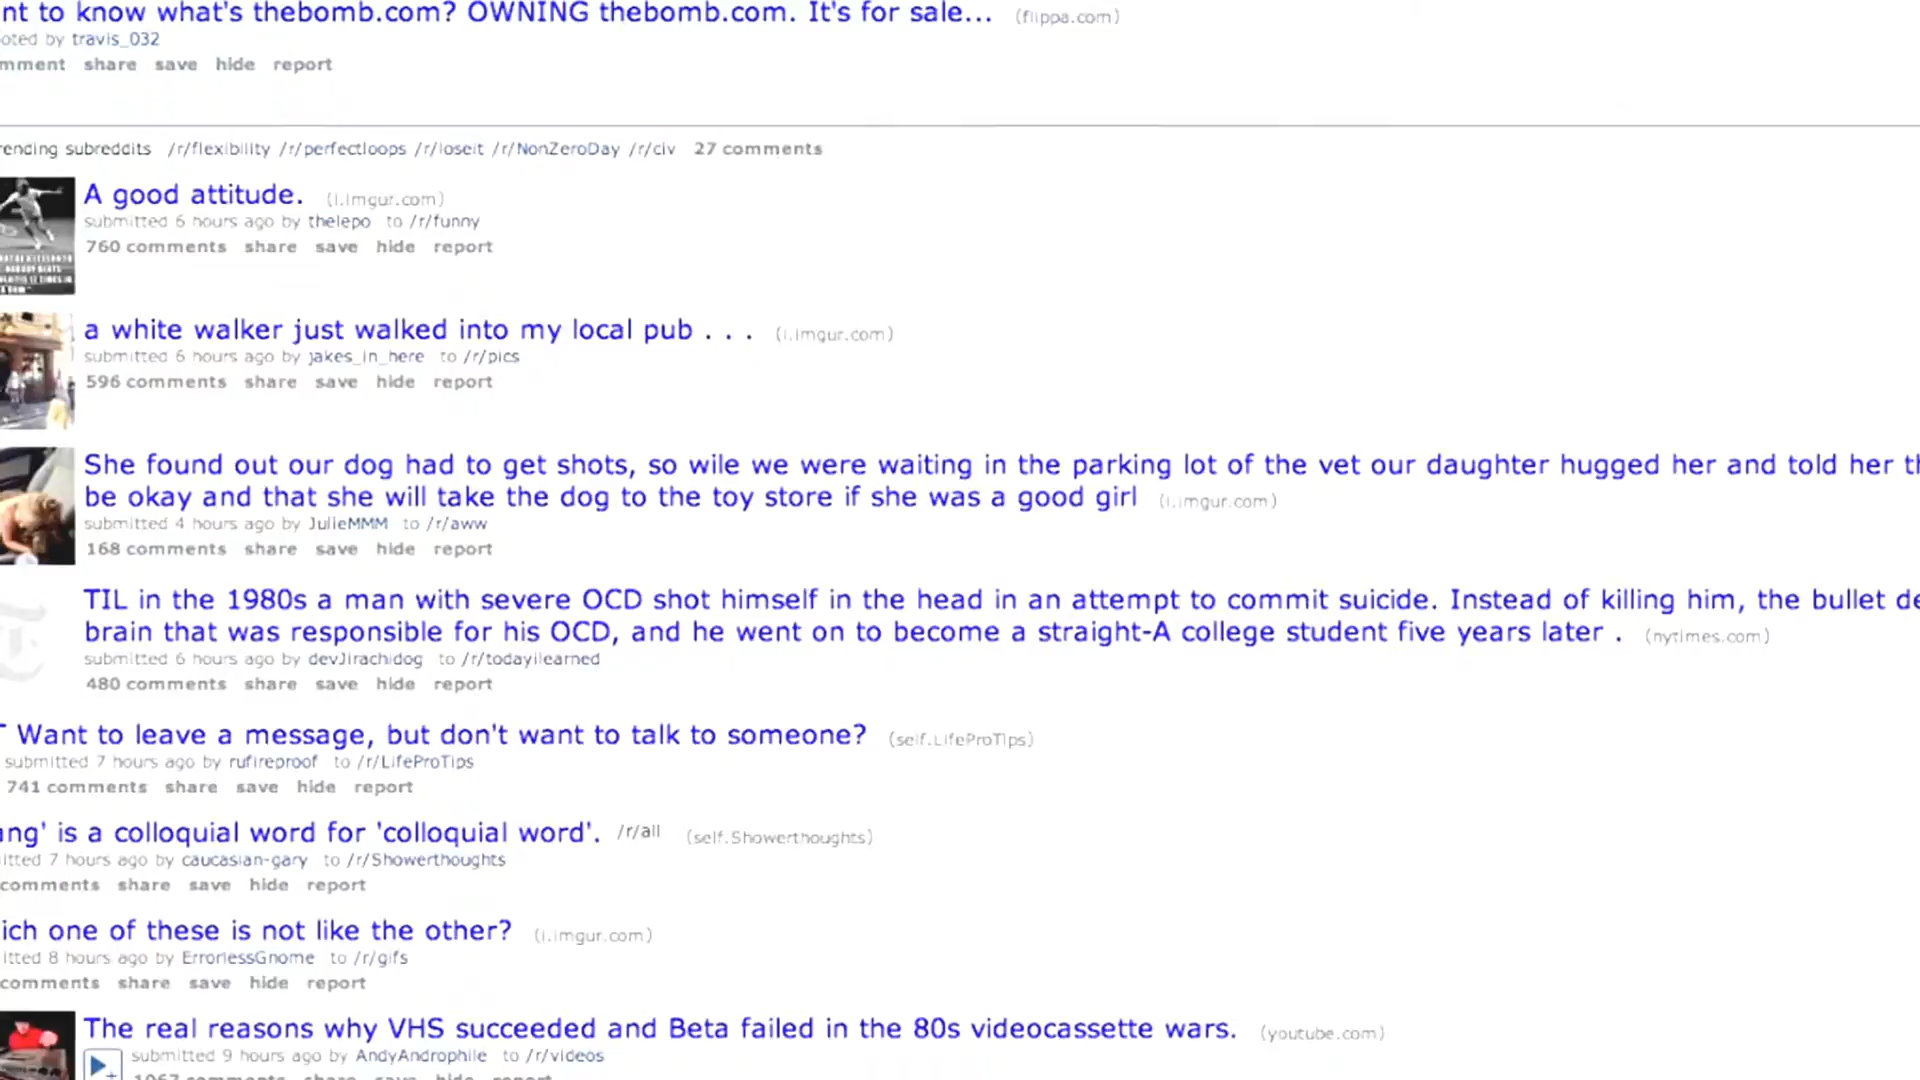 nt to know what's thebomb.com? OWNING thebomb.com. It's for sale... (flippa.com)
oted by travis_032
mment share save hide report
rending subreddits /r/flexibility /r/perfectloops /r/loseit /r/NonZeroDay /r/civ 27 comments
A good attitude. (i.imgur.com)
submitted 6 hours ago by thelepo to /r/funny
760 comments share save hide report
a white walker just walked into my local pub . . . (i.imgur.com)
submitted 6 hours ago by jakes_in_here to /r/pics
596 comments share save hide report
She found out our dog had to get shots, so wile we were waiting in the parking lot of the vet our daughter hugged her and told her th
be okay and that she will take the dog to the toy store if she was a good girl (i.imgur.com)
submitted 4 hours ago by JulieMMM to /r/aww
168 comments share save hide report
TIL in the 1980s a man with severe OCD shot himself in the head in an attempt to commit suicide. Instead of killing him, the bullet de
brain that was responsible for his OCD, and he went on to become a straight-A college student five years later . (nytimes.com)
submitted 6 hours ago by devJirachidog to /r/todayilearned
480 comments share save hide report
Want to leave a message, but don't want to talk to someone? (self.LifeProTips)
submitted 7 hours ago by rufireproof to /r/LifeProTips
741 comments share save hide report
ang' is a colloquial word for 'colloquial word'. /r/all (self.Showerthoughts)
itted 7 hours ago by caucasian-gary to /r/Showerthoughts
comments share save hide report
ich one of these is not like the other? (i.imgur.com)
itted 8 hours ago by ErrorlessGnome to /r/gifs
comments share save hide report
The real reasons why VHS succeeded and Beta failed in the 80s videocassette wars. (youtube.com)
submitted 9 hours ago by AndyAndrophile to /r/videos
1067 comments share save hide report